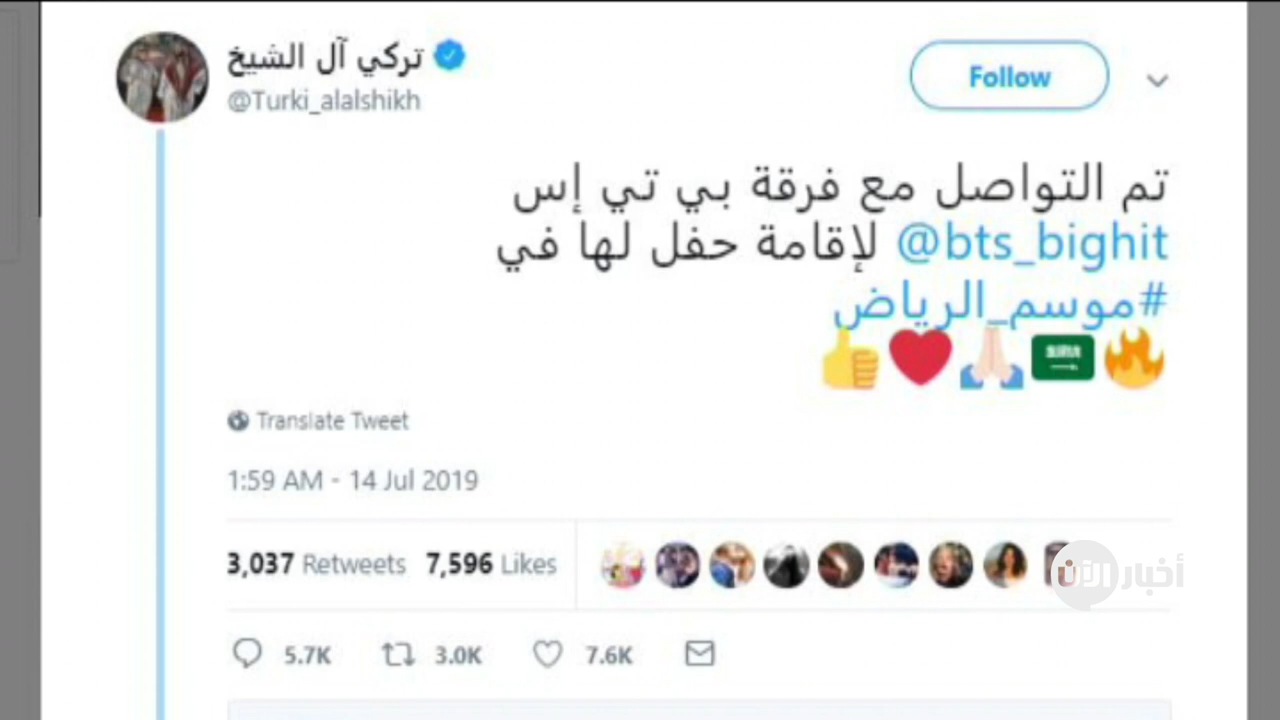 تركي آل الشيخ
@Turki_alalshikh
Follow
تم التواصل مع فرقة بي تي إس
@bts_bighit لإقامة حفل لها في
#موسم_الرياض
🔥🇸🇦🙏🏻❤️👍
Translate Tweet
1:59 AM - 14 Jul 2019
3,037 Retweets 7,596 Likes
أخبار الآن
5.7K 3.0K 7.6K